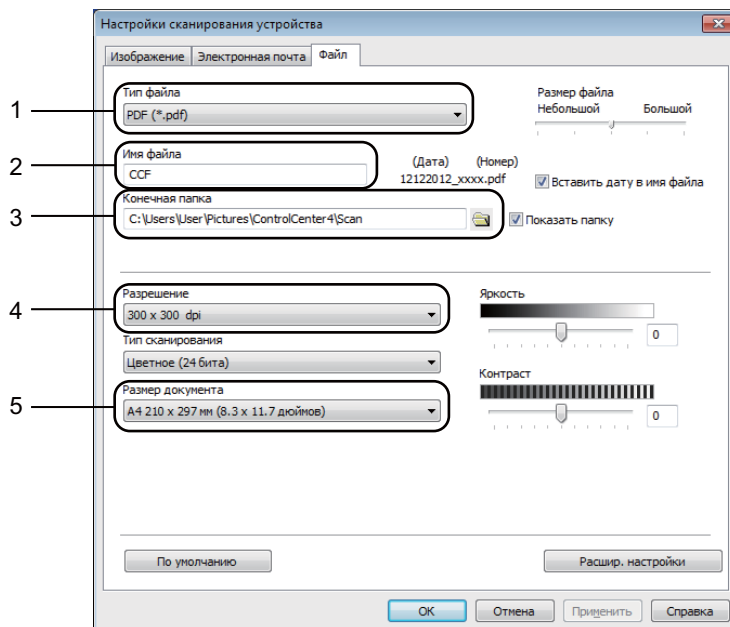 Настройки сканирования устройства
Изображение Электронная почта Файл
1
Тип файла
PDF (*.pdf)
Размер файла
Небольшой Большой
2
Имя файла
CCF
(Дата) (Номер)
12122012_xxxx.pdf
Вставить дату в имя файла
3
Конечная папка
C:\Users\User\Pictures\ControlCenter4\Scan
Показать папку
4
Разрешение
300 x 300 dpi
Тип сканирования
Цветное (24 бита)
5
Размер документа
A4 210 x 297 мм (8.3 x 11.7 дюймов)
Яркость
0
Контраст
0
По умолчанию
Расшир. настройки
OK Отмена Применить Справка